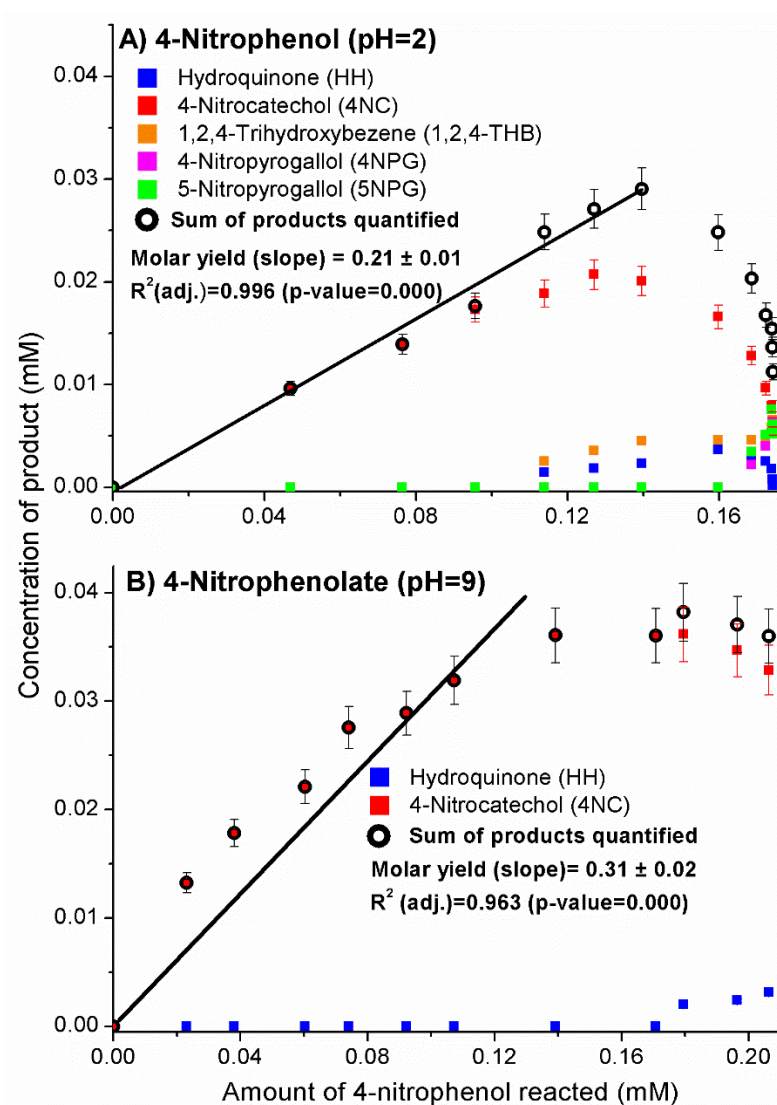 A) 4-Nitrophenol (pH=2)
Hydroquinone (HH)
4-Nitrocatechol (4NC)
1,2,4-Trihydroxybezene (1,2,4-THB)
4-Nitropyrogallol (4NPG)
5-Nitropyrogallol (5NPG)
Sum of products quantified
Molar yield (slope) = 0.21 ± 0.01
R²(adj.)=0.996 (p-value=0.000)
0.04
0.03
0.02
0.01
0.00
0.00 0.04 0.08 0.12 0.16
Concentration of product (mM)
B) 4-Nitrophenolate (pH=9)
Hydroquinone (HH)
4-Nitrocatechol (4NC)
Sum of products quantified
Molar yield (slope)= 0.31 ± 0.02
R² (adj.)=0.963 (p-value=0.000)
0.04
0.03
0.02
0.01
0.00
0.00 0.04 0.08 0.12 0.16 0.20
Amount of 4-nitrophenol reacted (mM)